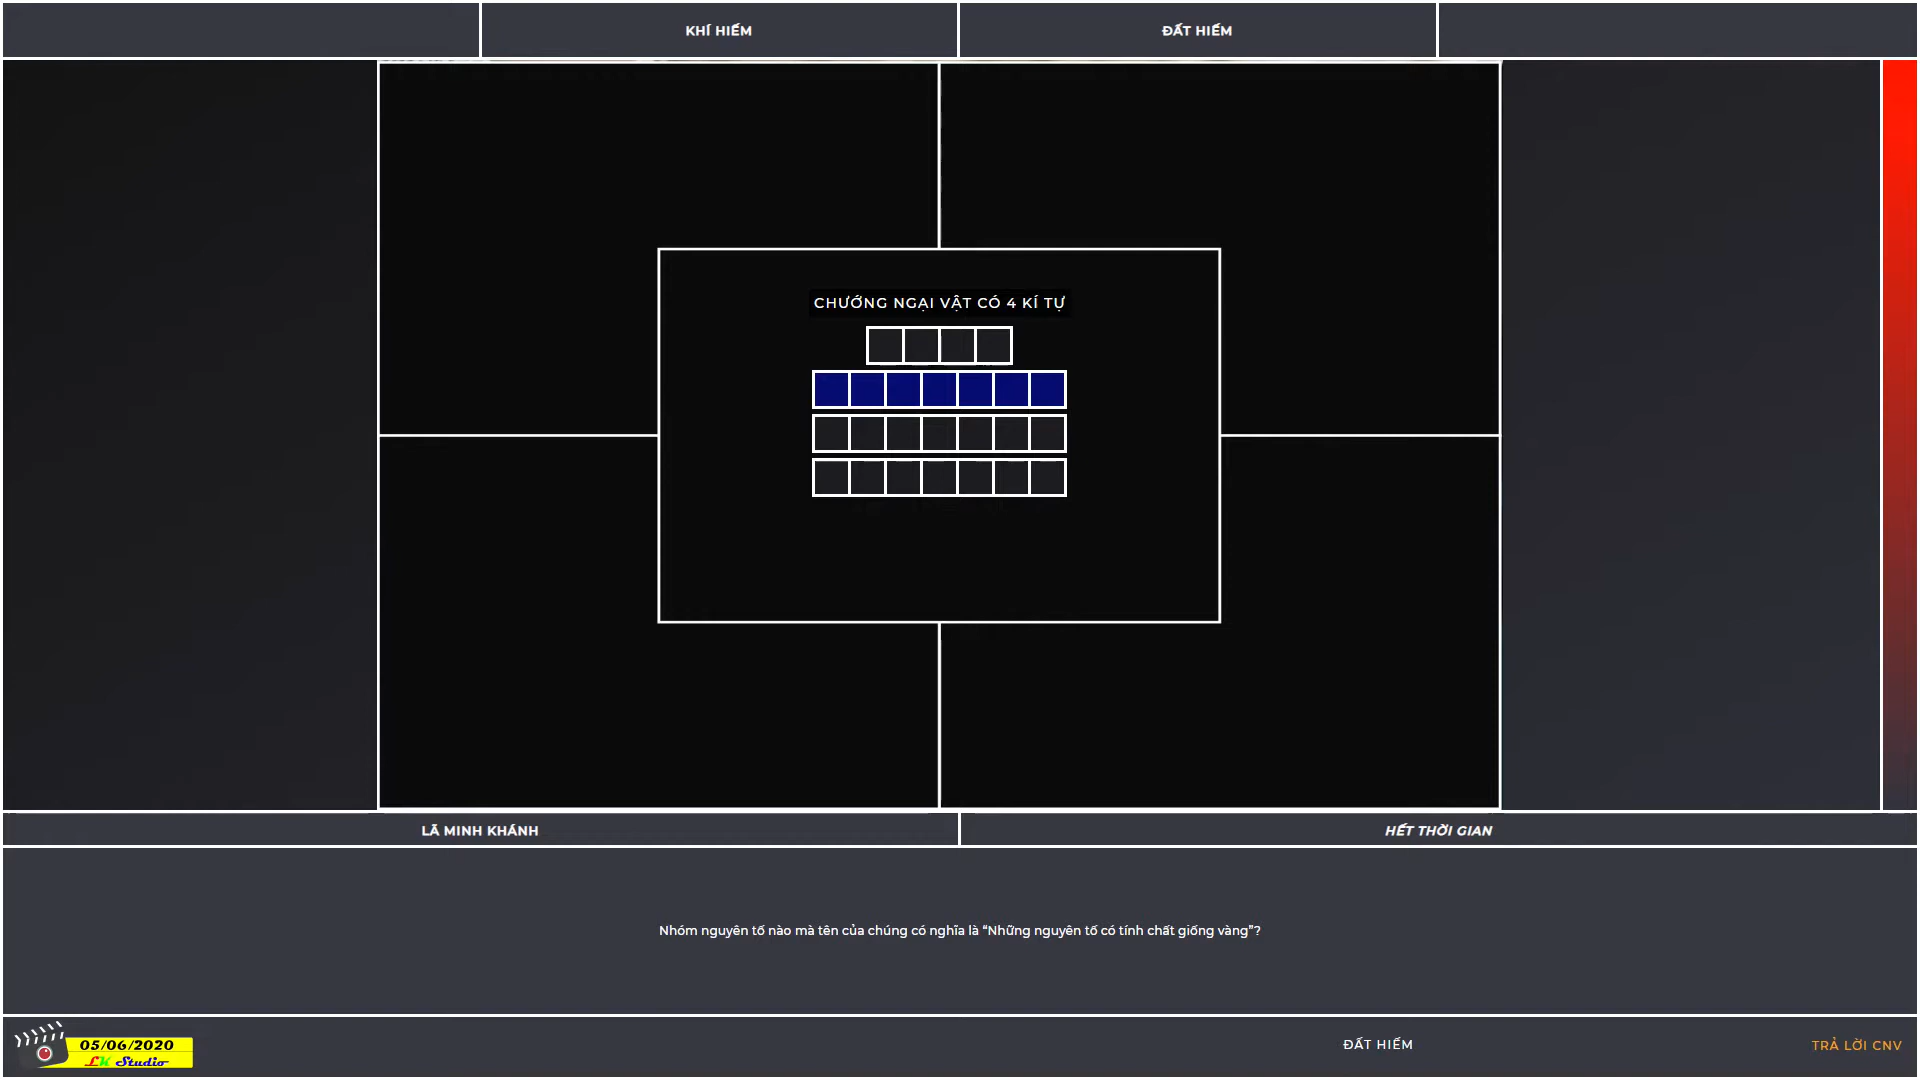 KHÍ HIẾM
ĐẤT HIẾM
CHƯỚNG NGẠI VẬT CÓ 4 KÍ TỰ
LÃ MINH KHÁNH
HẾT THỜI GIAN
Nhóm nguyên tố nào mà tên của chúng có nghĩa là “Những nguyên tố có tính chất giống vàng”?
05/06/2020
ĐẤT HIẾM
TRẢ LỜI CNV
Studio